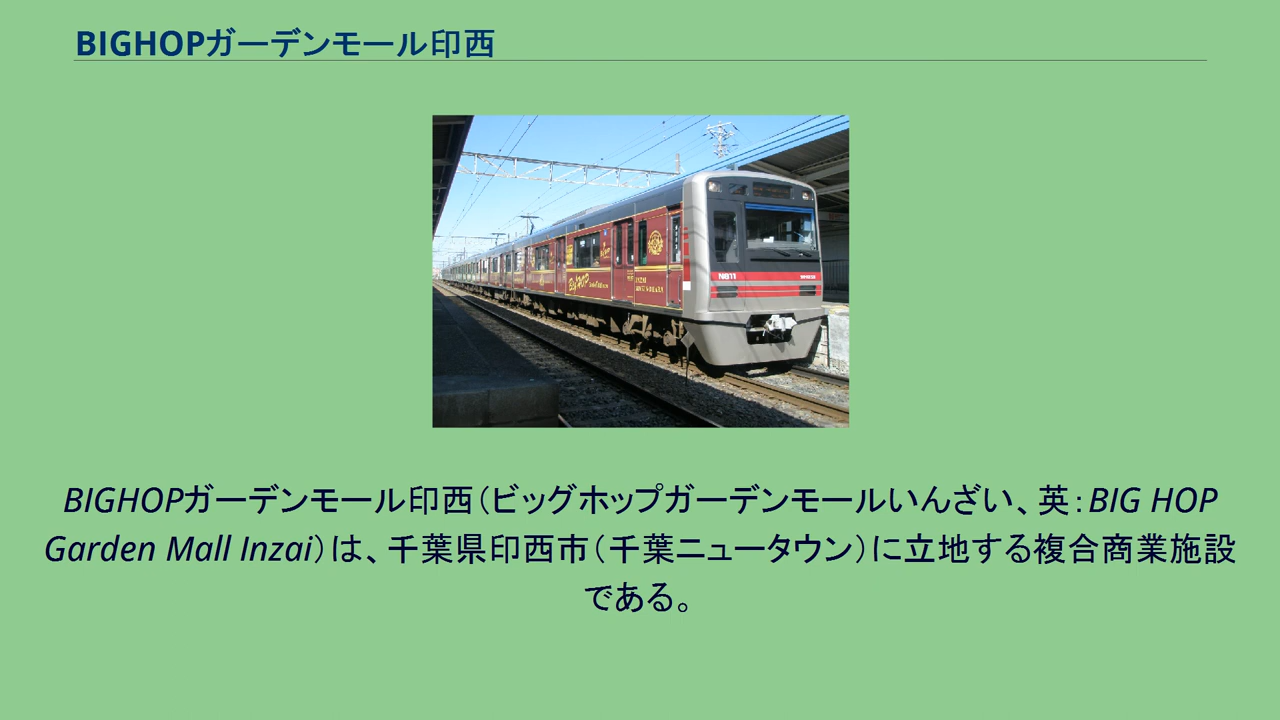 BIGHOPガーデンモール印西
N811
BIGHOP
BIGHOPガーデンモール印西（ビッグホップガーデンモールいんざい、英：BIG HOP
Garden Mall Inzai）は、千葉県印西市（千葉ニュータウン）に立地する複合商業施設
である。